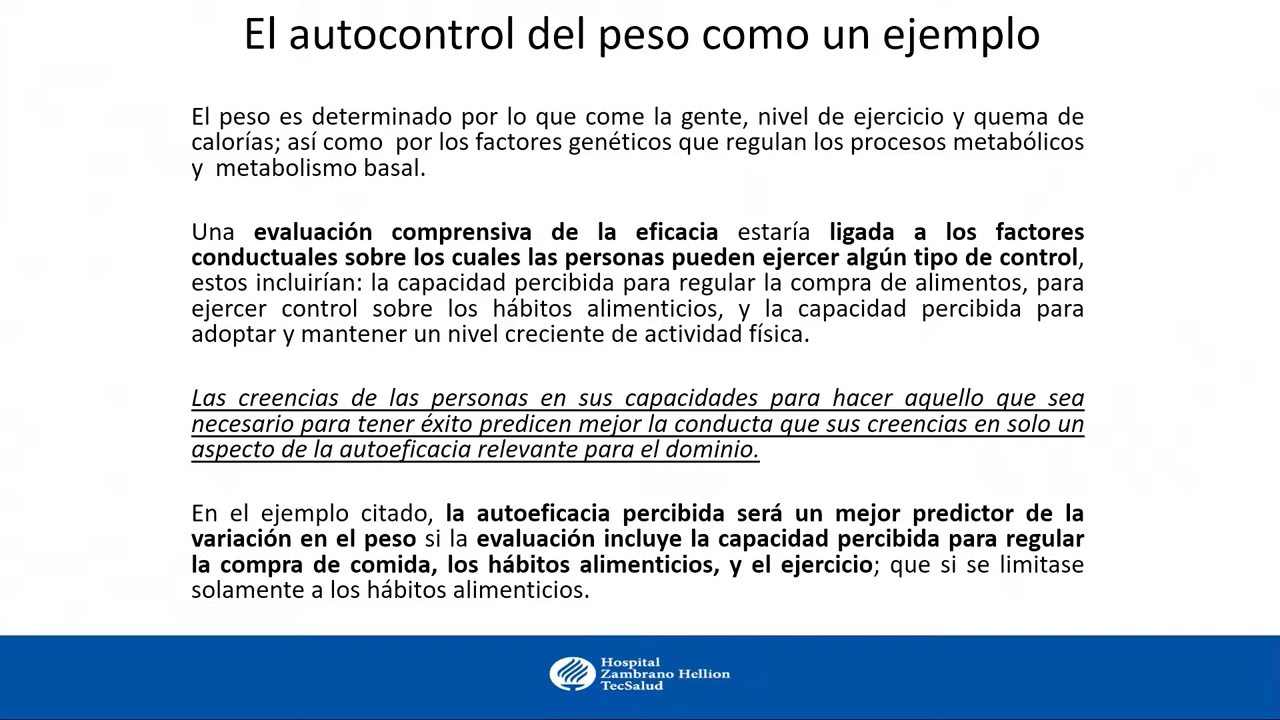 El autocontrol del peso como un ejemplo
El peso es determinado por lo que come la gente, nivel de ejercicio y quema de
calorías; así como  por los factores genéticos que regulan los procesos metabólicos
y  metabolismo basal.
Una evaluación comprensiva de la eficacia estaría ligada a los factores
conductuales sobre los cuales las personas pueden ejercer algún tipo de control,
estos incluirían: la capacidad percibida para regular la compra de alimentos, para
ejercer control sobre los hábitos alimenticios, y la capacidad percibida para
adoptar y mantener un nivel creciente de actividad física.
Las creencias de las personas en sus capacidades para hacer aquello que sea
necesario para tener éxito predicen mejor la conducta que sus creencias en solo un
aspecto de la autoeficacia relevante para el dominio.
En el ejemplo citado, la autoeficacia percibida será un mejor predictor de la
variación en el peso si la evaluación incluye la capacidad percibida para regular
la compra de comida, los hábitos alimenticios, y el ejercicio; que si se limitase
solamente a los hábitos alimenticios.
Hospital
Zambrano Hellion
TecSalud